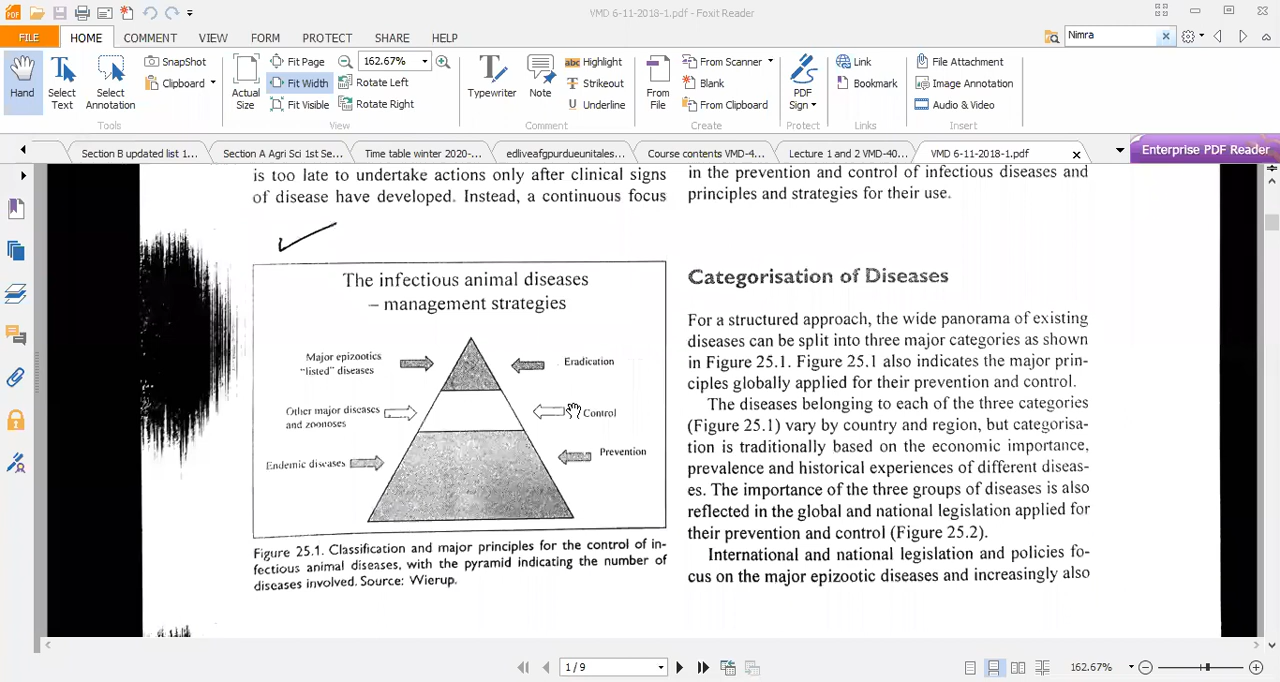 VMD 6-11-2018-1.pdf - Foxit Reader
FILE HOME COMMENT VIEW FORM PROTECT SHARE HELP
Nimra
Hand
Select Text
Select Annotation
SnapShot
Clipboard
Tools
Actual Size
Fit Page
Fit Width
Fit Visible
162.67%
Rotate Left
Rotate Right
View
Typewriter
Note
Highlight
Strikeout
Underline
Comment
From File
From Scanner
Blank
From Clipboard
Create
PDF Sign
Protect
Link
Bookmark
Links
File Attachment
Image Annotation
Audio & Video
Insert
Section B updated list 1...
Section A Agri Sci 1st Se...
Time table winter 2020-...
edliveafgpurdueunitales...
Course contents VMD-4...
Lecture 1 and 2 VMD-40...
VMD 6-11-2018-1.pdf
Enterprise PDF Reader
is too late to undertake actions only after clinical signs
of disease have developed. Instead, a continuous focus
The infectious animal diseases
– management strategies
Major epizootics
"listed" diseases
Eradication
Other major diseases
and zoonoses
Control
Endemic diseases
Prevention
Figure 25.1. Classification and major principles for the control of in-
fectious animal diseases, with the pyramid indicating the number of
diseases involved. Source: Wierup.
in the prevention and control of infectious diseases and
principles and strategies for their use.
Categorisation of Diseases
For a structured approach, the wide panorama of existing
diseases can be split into three major categories as shown
in Figure 25.1. Figure 25.1 also indicates the major prin-
ciples globally applied for their prevention and control.
The diseases belonging to each of the three categories
(Figure 25.1) vary by country and region, but categorisa-
tion is traditionally based on the economic importance,
prevalence and historical experiences of different diseas-
es. The importance of the three groups of diseases is also
reflected in the global and national legislation applied for
their prevention and control (Figure 25.2).
International and national legislation and policies fo-
cus on the major epizootic diseases and increasingly also
1 / 9
162.67%